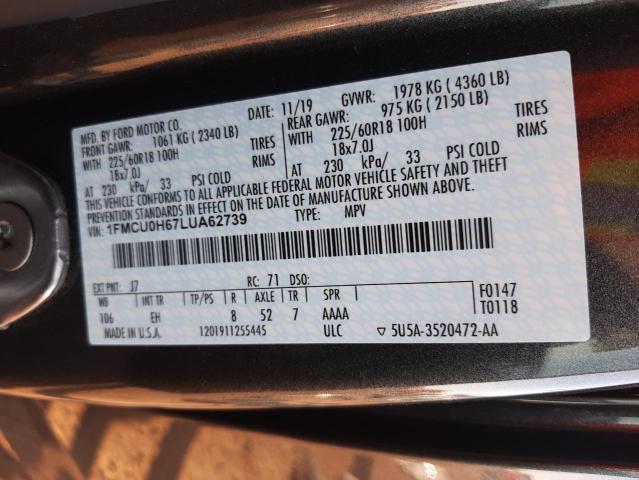 MFD. BY FORD MOTOR CO.
DATE: 11/19 GVWR: 1978 KG ( 4360 LB)
FRONT GAWR: 1061 KG ( 2340 LB) REAR GAWR: 975 KG ( 2150 LB)
WITH 225/60R18 100H TIRES WITH 225/60R18 100H TIRES
18x7.0J RIMS 18x7.0J RIMS
AT 230 kPa/ 33 PSI COLD AT 230 kPa/ 33 PSI COLD
THIS VEHICLE CONFORMS TO ALL APPLICABLE FEDERAL MOTOR VEHICLE SAFETY AND THEFT
PREVENTION STANDARDS IN EFFECT ON THE DATE OF MANUFACTURE SHOWN ABOVE.
VIN: 1FMCU0H67LUA62739 TYPE: MPV
EXT PNT: J7 RC: 71 DSO:
WB INT TR TP/PS R AXLE TR SPR F0147
106 EH 8 52 7 AAAA T0118
MADE IN U.S.A. 1201911255445 ULC ▽ 5U5A-3520472-AA